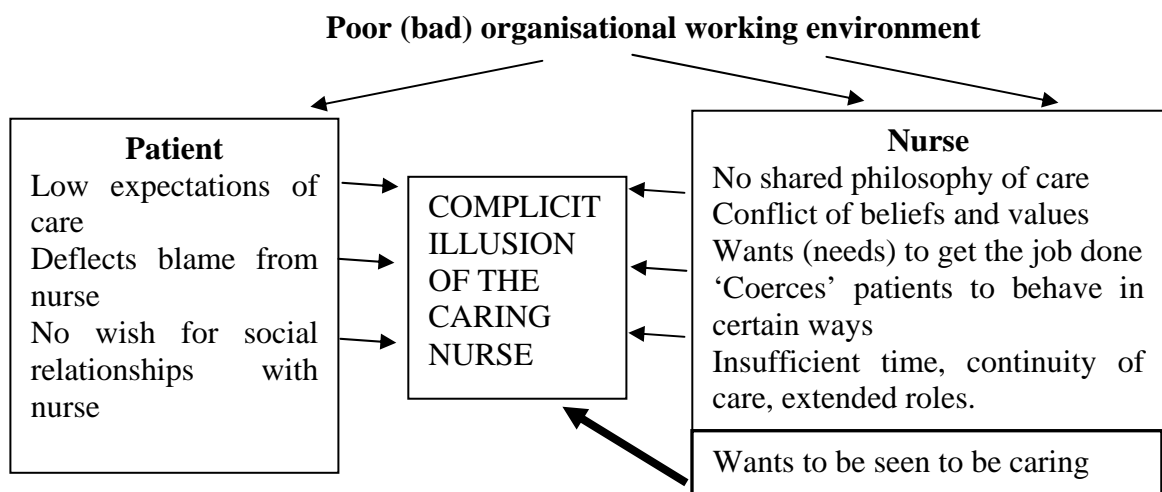 Poor (bad) organisational working environment
Patient
Low expectations of
care
Deflects blame from
nurse
No wish for social
relationships with
nurse
COMPLICIT
ILLUSION
OF THE
CARING
NURSE
Nurse
No shared philosophy of care
Conflict of beliefs and values
Wants (needs) to get the job done
‘Coerces’ patients to behave in
certain ways
Insufficient time, continuity of
care, extended roles.
Wants to be seen to be caring